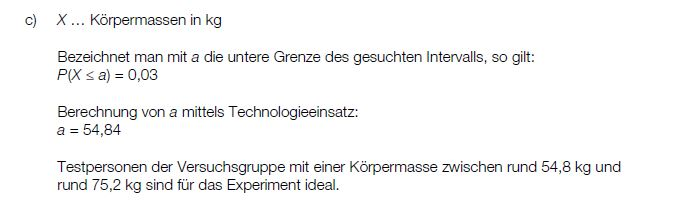 c) X … Körpermassen in kg
Bezeichnet man mit a die untere Grenze des gesuchten Intervalls, so gilt:
P(X ≤ a) = 0,03
Berechnung von a mittels Technologieeinsatz:
a = 54,84
Testpersonen der Versuchsgruppe mit einer Körpermasse zwischen rund 54,8 kg und
rund 75,2 kg sind für das Experiment ideal.